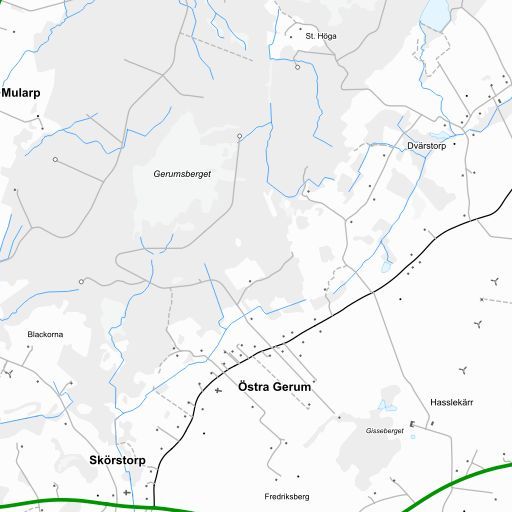 St. Höga
Mularp
Dvärstorp
Gerumsberget
Blackorna
Östra Gerum
Hasslekärr
Gisseberget
Skörstorp
Fredriksberg